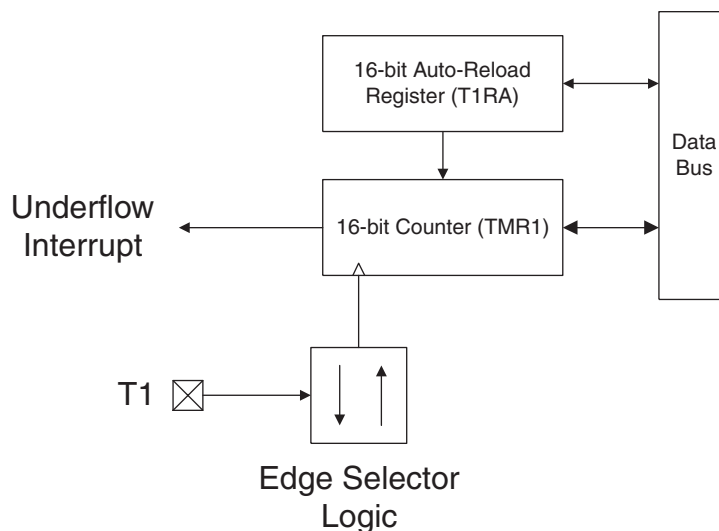 16-bit Auto-Reload
Register (T1RA)
Data
Bus
Underflow
Interrupt
16-bit Counter (TMR1)
T1
Edge Selector
Logic